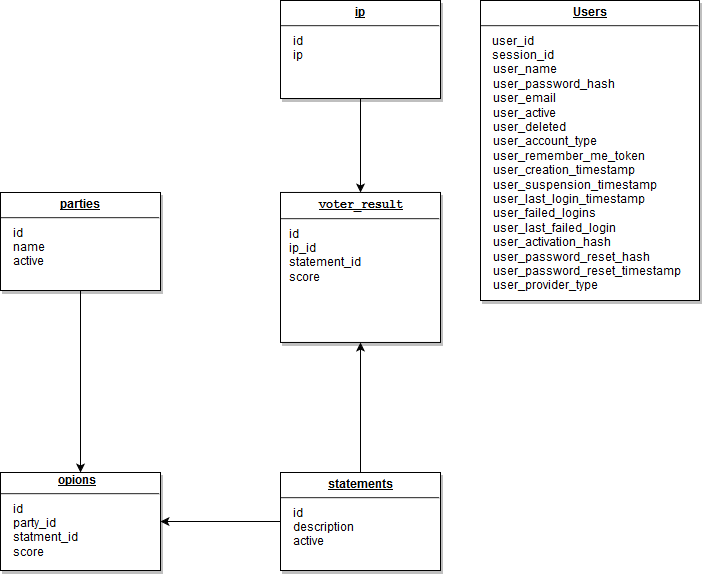 ip
id
ip
Users
user_id
session_id
user_name
user_password_hash
user_email
user_active
user_deleted
user_account_type
user_remember_me_token
user_creation_timestamp
user_suspension_timestamp
user_last_login_timestamp
user_failed_logins
user_last_failed_login
user_activation_hash
user_password_reset_hash
user_password_reset_timestamp
user_provider_type
parties
id
name
active
voter_result
id
ip_id
statement_id
score
opions
id
party_id
statment_id
score
statements
id
description
active